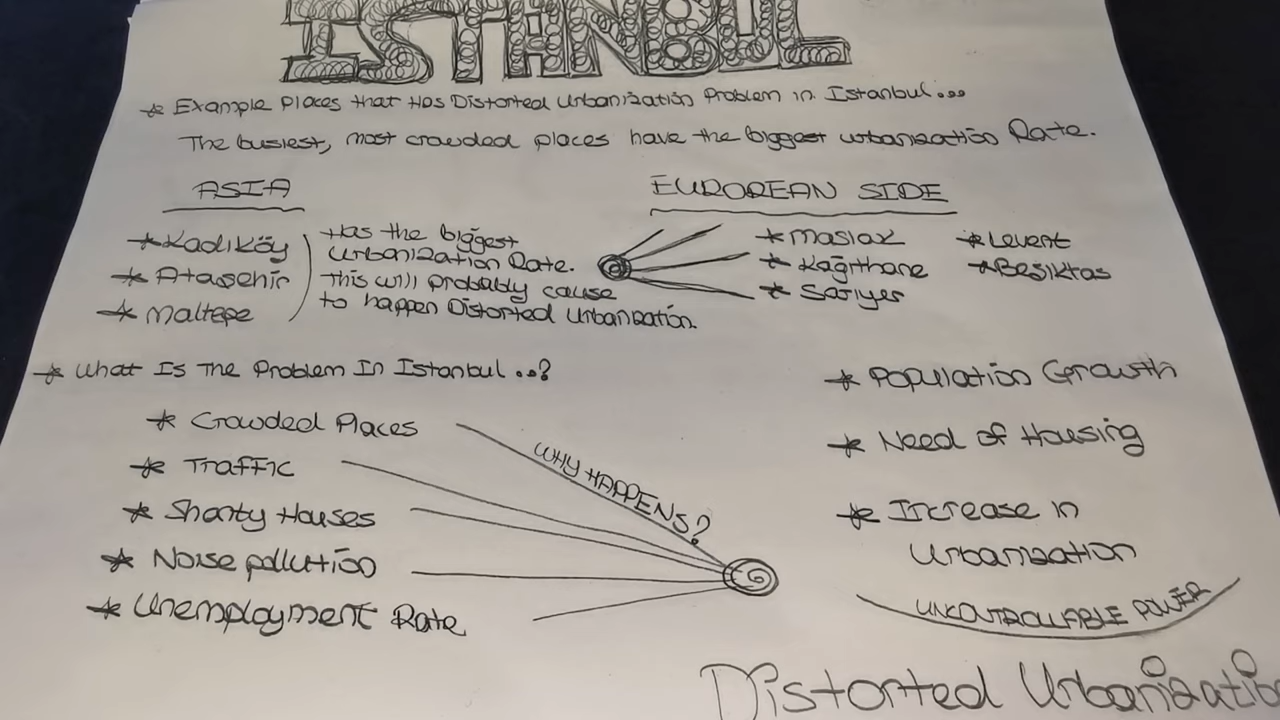 ISTANBUL
* Example Places that Has Distorted Urbanization Problem in Istanbul...
The busiest, most crowded places have the biggest urbanization Rate.
ASIA
* Kadıköy
* Ataşehir
* Maltepe
Has the biggest
Urbanization Rate.
This will probably cause
to happen Distorted Urbanization.
EUROPEAN SIDE
* Maslak
* Kağıthane
* Sarıyer
* Levent
* Beşiktas
* What Is The Problem In Istanbul...?
* Crowded Places
* Traffic
* Shanty Houses
* Noise pollution
* Unemployment Rate
WHY HAPPENS?
* Population Growth
* Need of Housing
* Increase in
Urbanization
UNCONTROLLABLE POWER
Distorted Urbanizatio